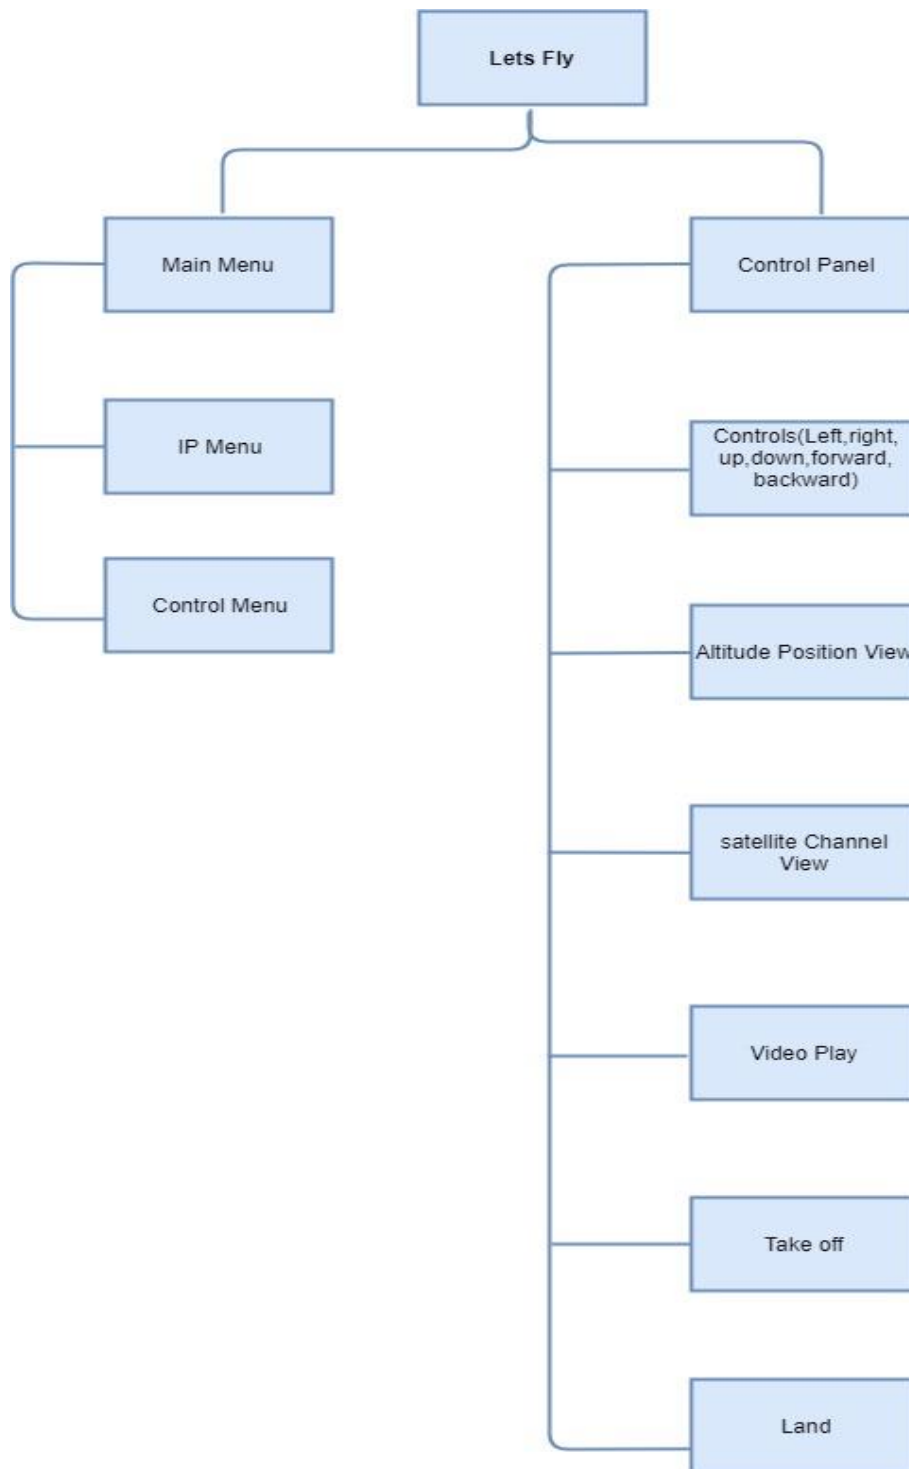 Lets Fly
Main Menu
IP Menu
Control Menu
Control Panel
Controls(Left,right,
up,down,forward,
backward)
Altitude Position View
satellite Channel
View
Video Play
Take off
Land